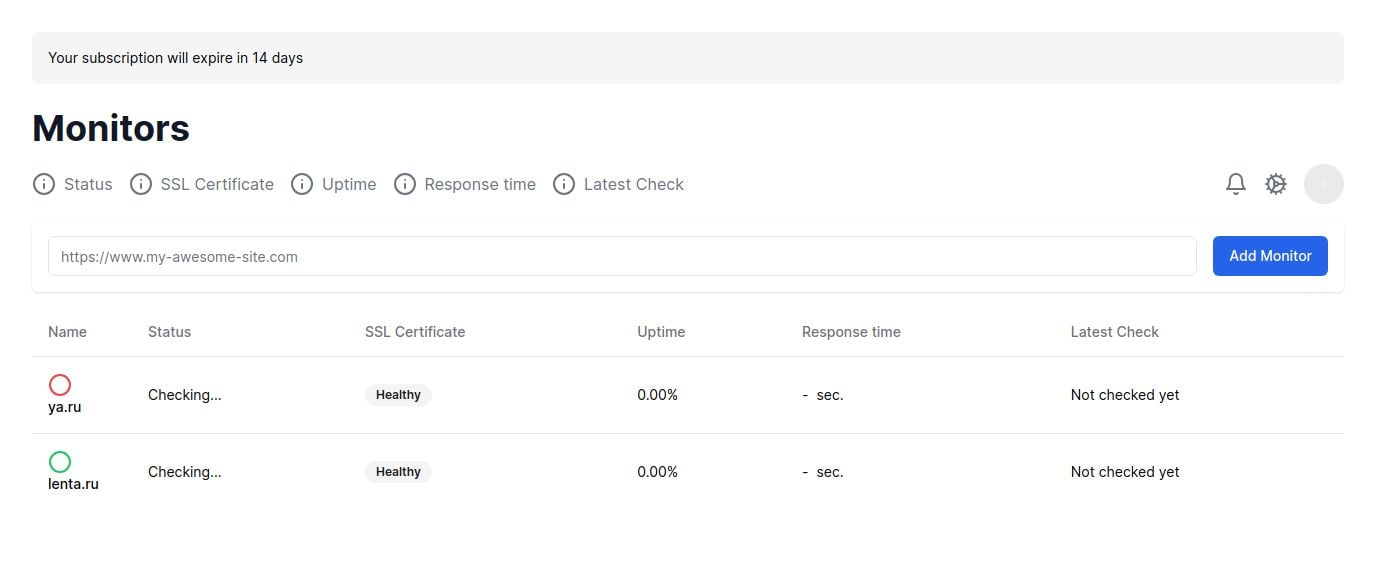 Your subscription will expire in 14 days
Monitors
Status SSL Certificate Uptime Response time Latest Check
https://www.my-awesome-site.com Add Monitor
Name Status SSL Certificate Uptime Response time Latest Check
ya.ru Checking... Healthy 0.00% - sec. Not checked yet
lenta.ru Checking... Healthy 0.00% - sec. Not checked yet